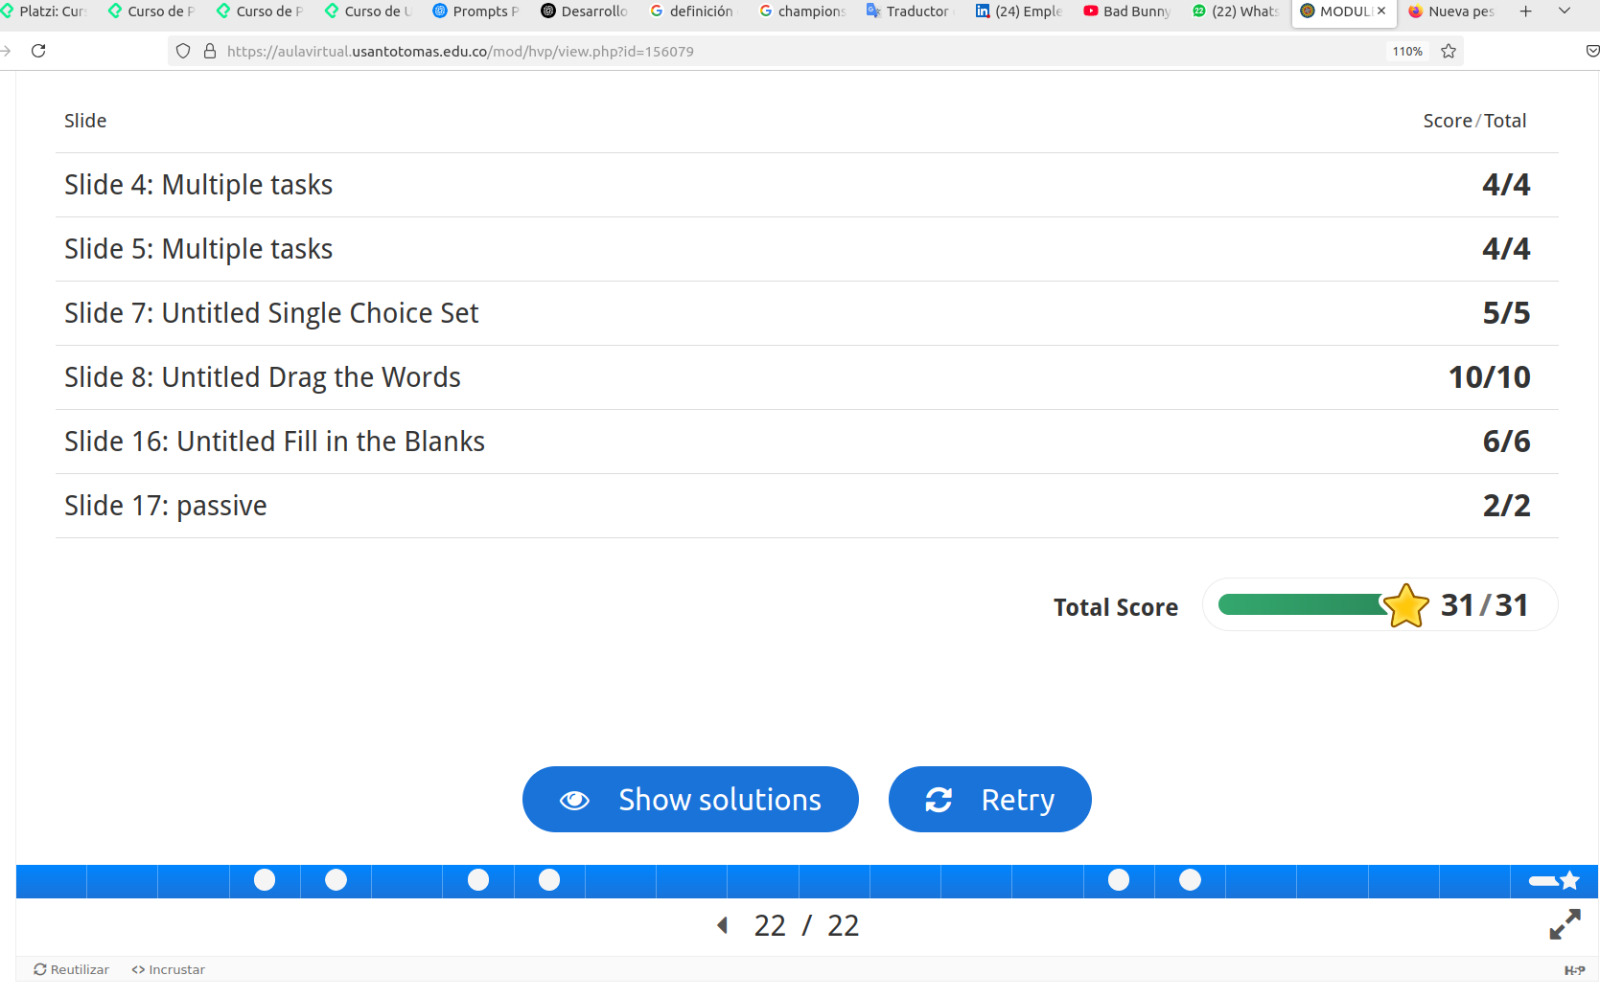 Platzi: Cur Curso de P Curso de P Curso de U Prompts P Desarrollo definición champions Traductor (24) Emple Bad Bunny (22) Whats MODUL Nueva pes
https://aulavirtual.usantotomas.edu.co/mod/hvp/view.php?id=156079 110%
Slide Score/Total
Slide 4: Multiple tasks 4/4
Slide 5: Multiple tasks 4/4
Slide 7: Untitled Single Choice Set 5/5
Slide 8: Untitled Drag the Words 10/10
Slide 16: Untitled Fill in the Blanks 6/6
Slide 17: passive 2/2
Total Score 31/31
Show solutions Retry
22 / 22
Reutilizar <> Incrustar H-P